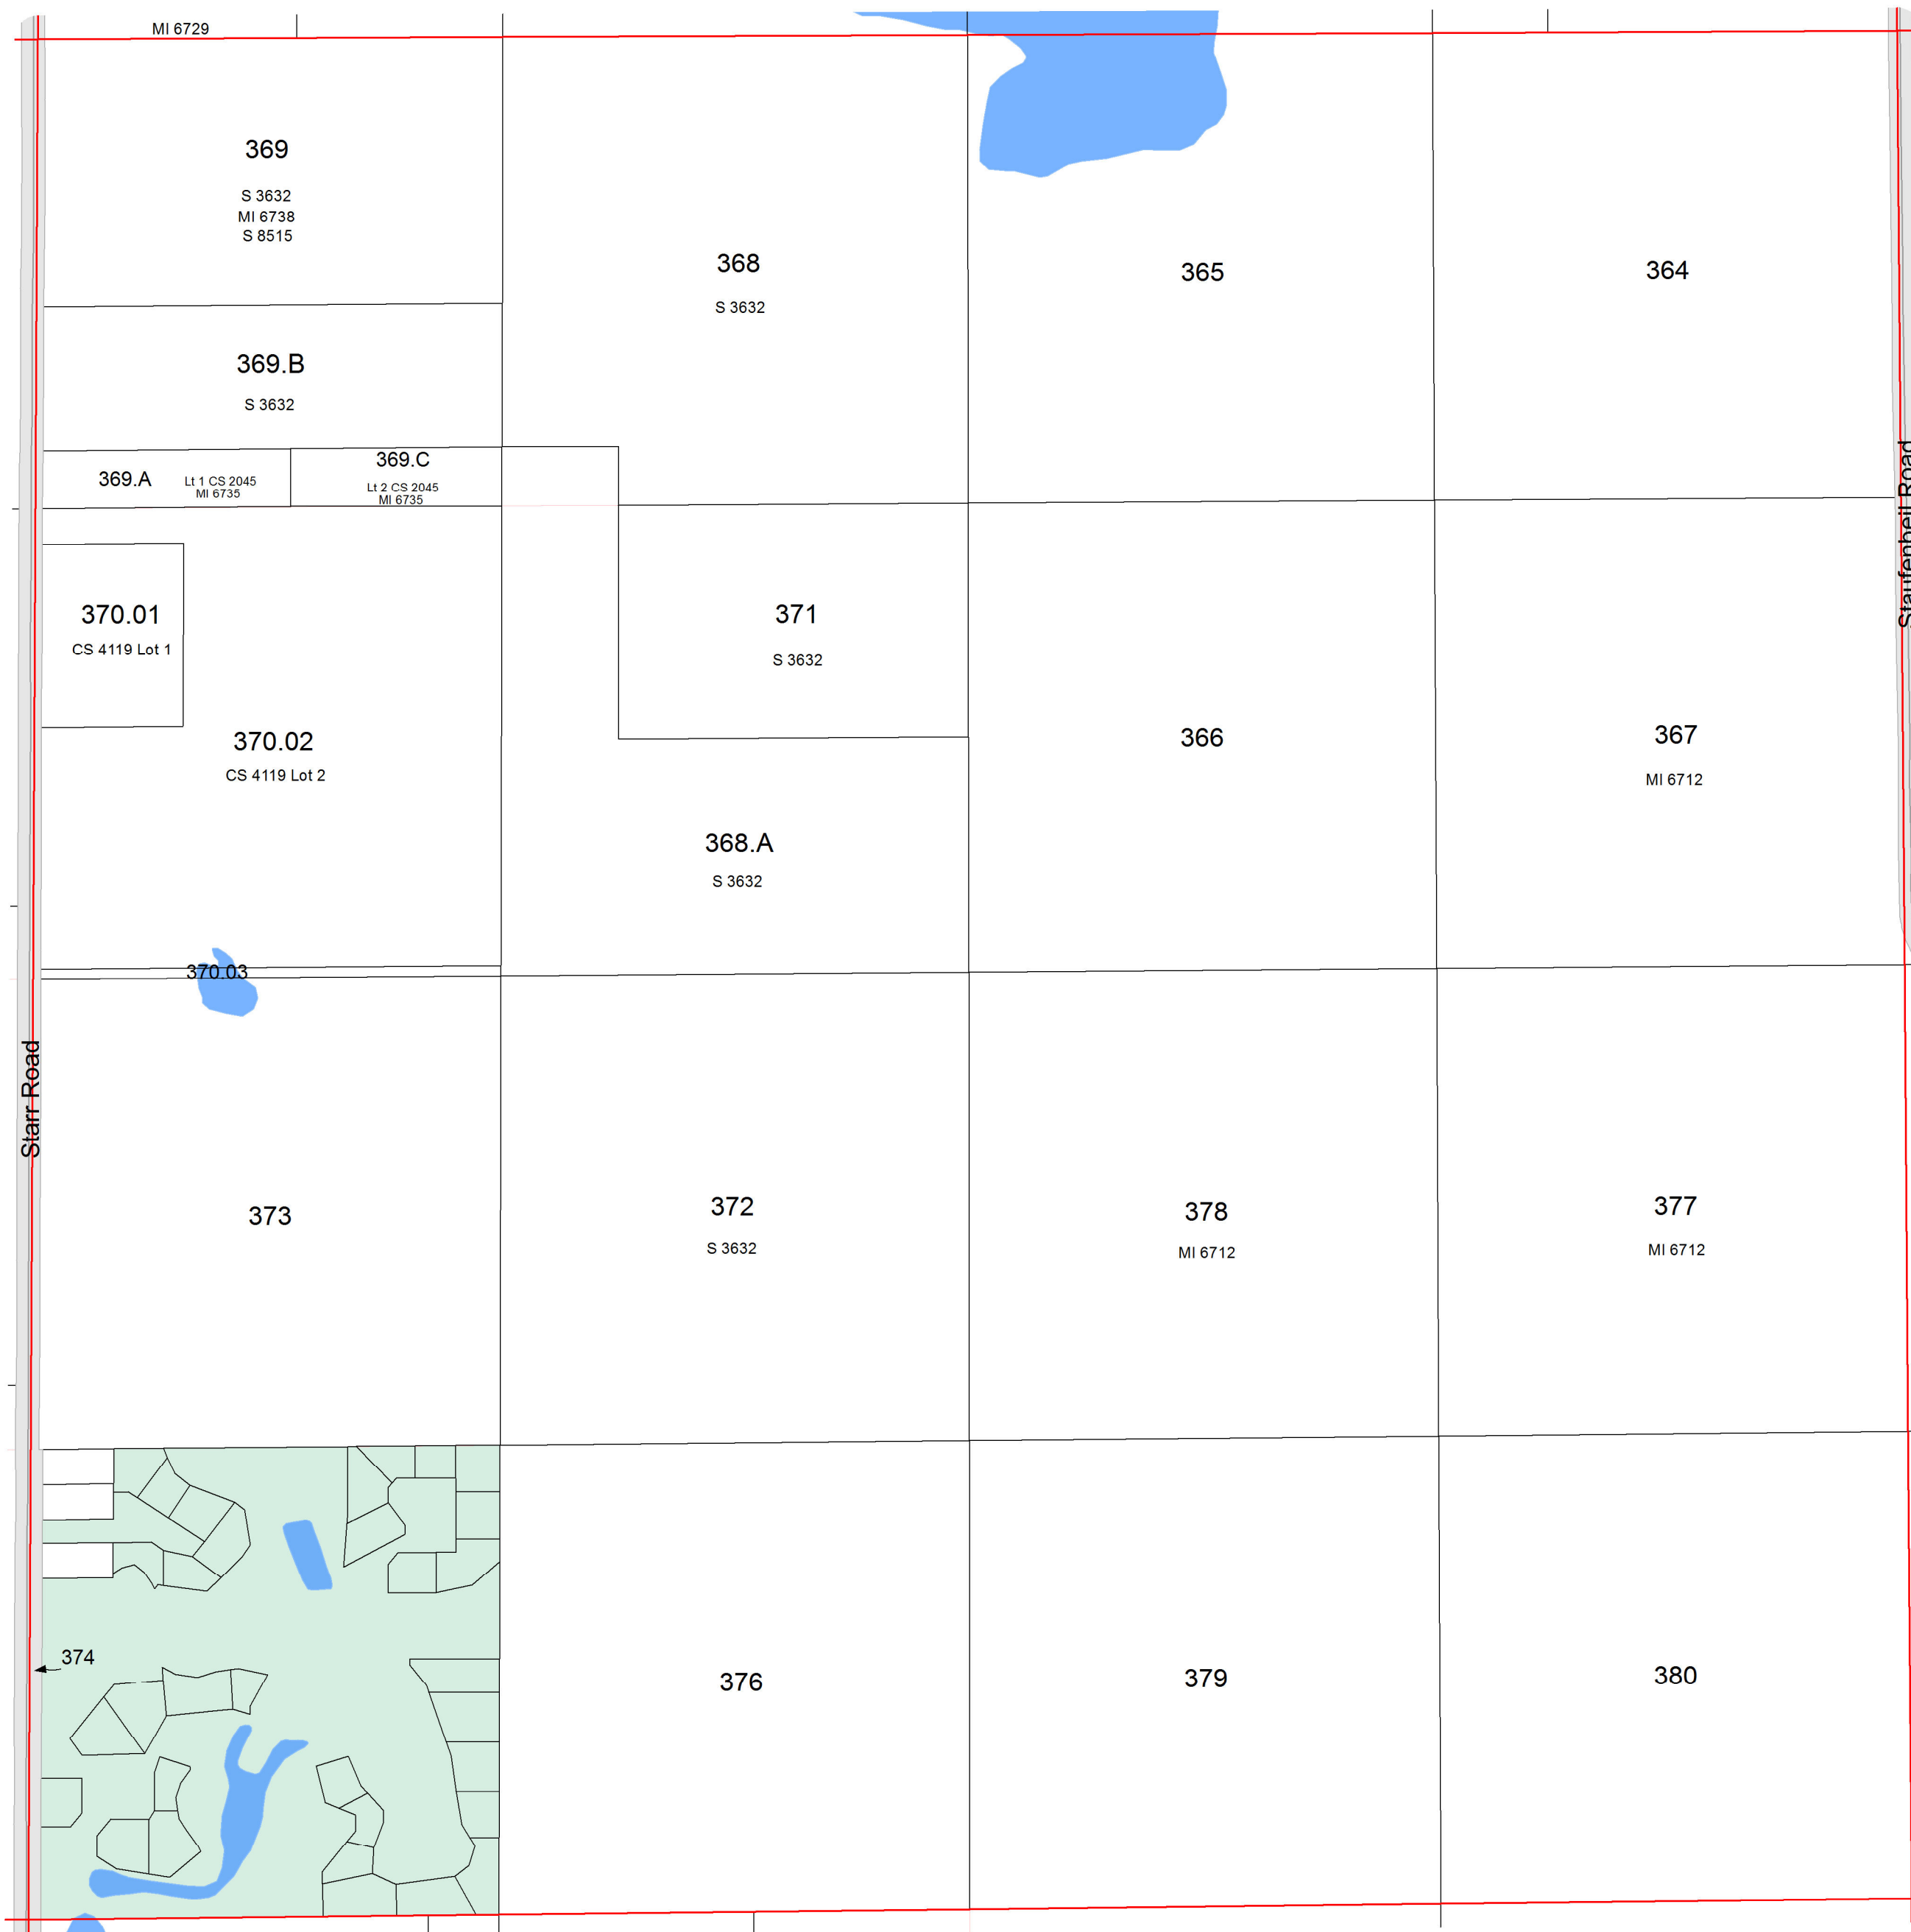 MI 6729
369
S 3632
MI 6738
S 8515
368
S 3632
365
364
369.B
S 3632
369.A
Lt 1 CS 2045
MI 6735
369.C
Lt 2 CS 2045
MI 6735
Staufenbeil Road
370.01
CS 4119 Lot 1
371
S 3632
370.02
CS 4119 Lot 2
366
367
MI 6712
368.A
S 3632
370.03
Starr Road
373
372
S 3632
378
MI 6712
377
MI 6712
374
376
379
380